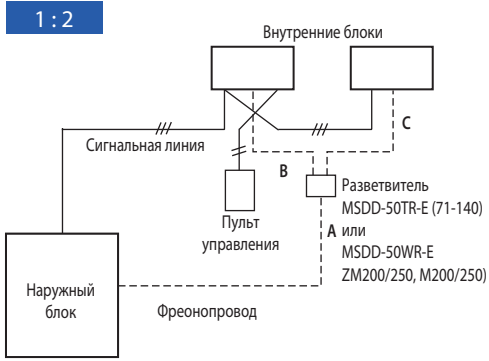 1 : 2
Внутренние блоки
C
Сигнальная линия
B
Разветвитель
MSDD-50TR-E (71-140)
A или
MSDD-50WR-E
ZM200/250, M200/250)
Пульт
управления
Наружный
блок
Фреонопровод